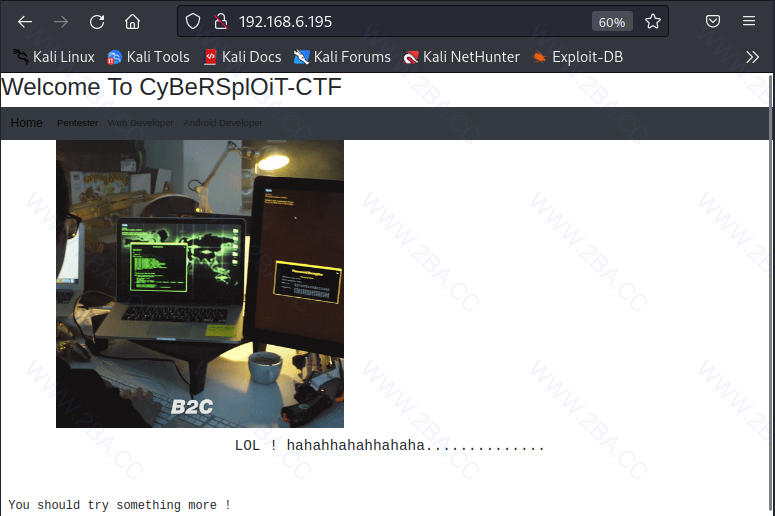 192.168.6.195
60%
Kali Linux Kali Tools Kali Docs Kali Forums Kali NetHunter Exploit-DB
Welcome To CyBeRSplOiT-CTF
Home Pentester Web Developer Android Developer
B2C
LOL ! hahahhahahhahaha..............
You should try something more !
WWW.2BA.CC